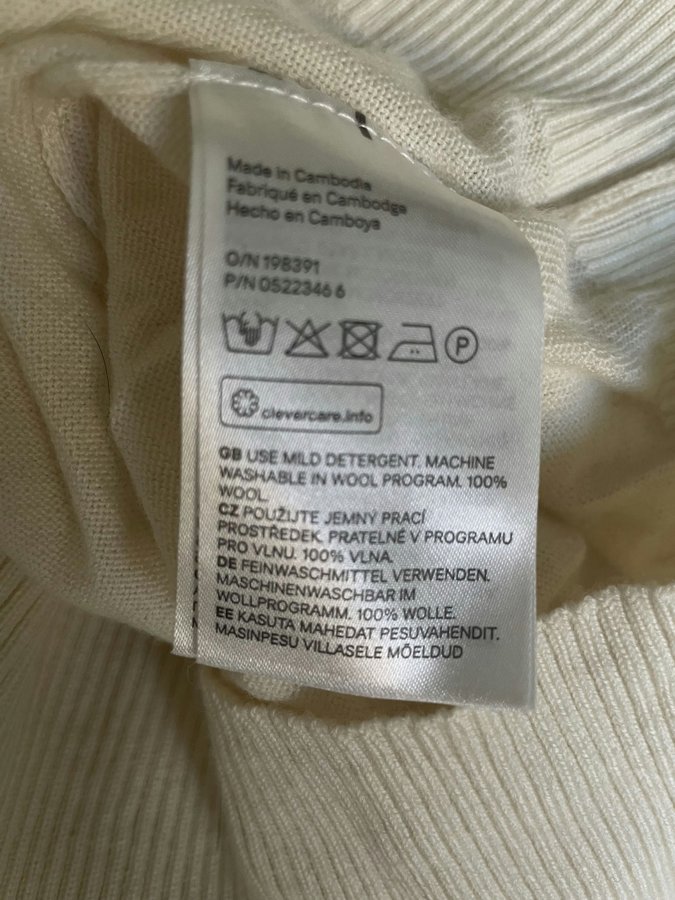 Made in Cambodia
Fabriqué en Cambodge
Hecho en Camboya
O/N 198391
P/N 0522346 6
P
clevercare.info
GB USE MILD DETERGENT. MACHINE
WASHABLE IN WOOL PROGRAM. 100%
WOOL.
CZ POUŽIJTE JEMNÝ PRACÍ
PROSTŘEDEK. PRATELNÉ V PROGRAMU
PRO VLNU. 100% VLNA.
DE FEINWASCHMITTEL VERWENDEN.
MASCHINENWASCHBAR IM
WOLLPROGRAMM. 100% WOLLE.
EE KASUTA MAHEDAT PESUVAHENDIT.
MASINPESU VILLASELE MÕELDUD